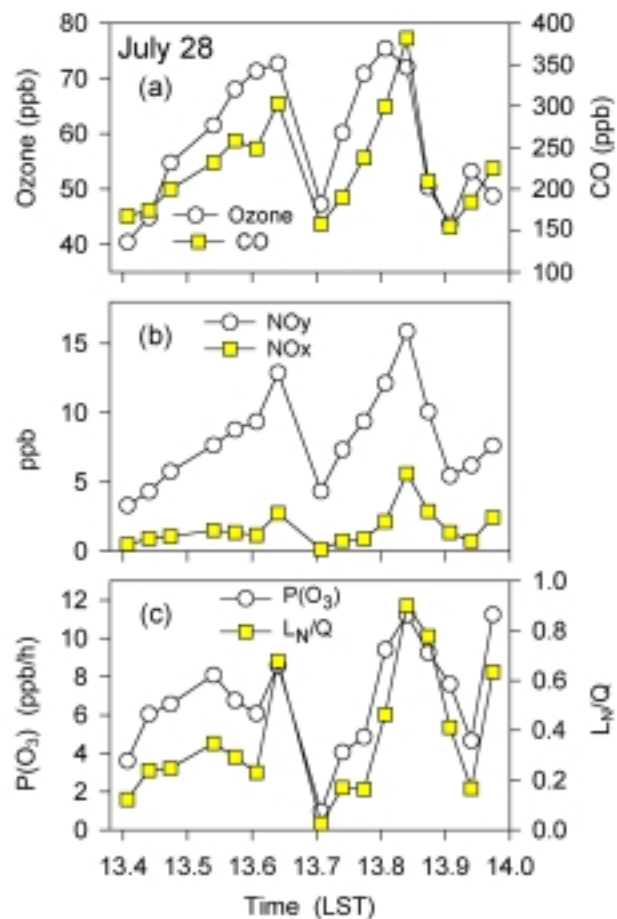 July 28
(a)
Ozone (ppb)
80
70
60
50
40
CO (ppb)
400
350
300
250
200
150
100
Ozone
CO
(b)
ppb
15
10
5
0
NOy
NOx
(c)
P(O₃) (ppb/h)
12
10
8
6
4
2
0
L_N/Q
1.0
0.8
0.6
0.4
0.2
0.0
P(O₃)
L_N/Q
13.4 13.5 13.6 13.7 13.8 13.9 14.0
Time (LST)